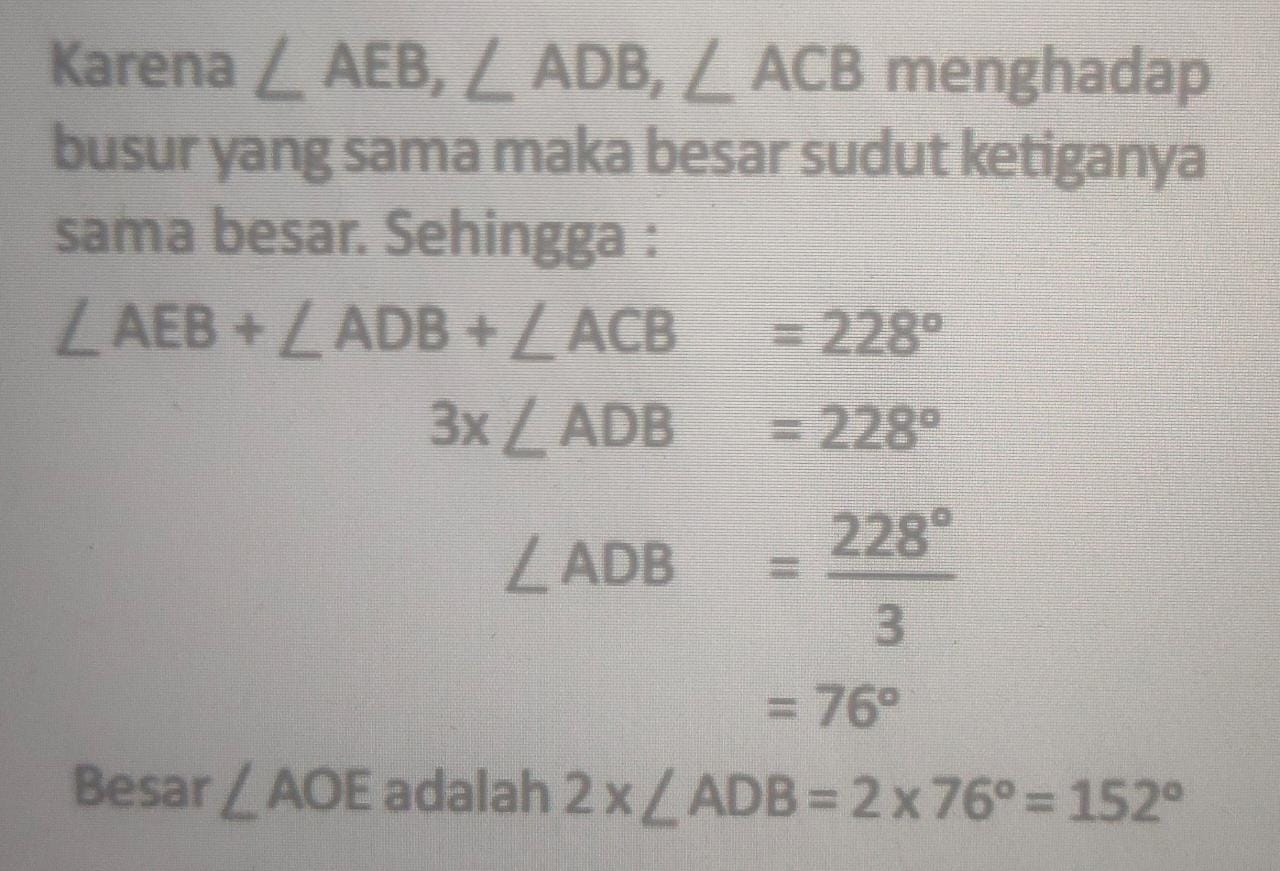 Karena ∠ AEB, ∠ ADB, ∠ ACB menghadap
busur yang sama maka besar sudut ketiganya
sama besar. Sehingga :
∠ AEB + ∠ ADB + ∠ ACB = 228°
3x ∠ ADB = 228°
∠ ADB = 228°/3
= 76°
Besar ∠ AOE adalah 2 x ∠ ADB = 2 x 76° = 152°